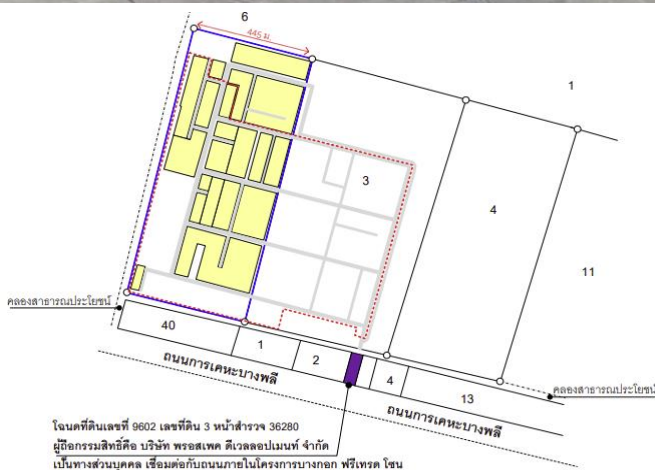 6
446 ม.
1
3
4
11
คลองสาธารณประโยชน์
40
1
2
4
13
ถนนการเคหะบางพลี
ถนนการเคหะบางพลี
คลองสาธารณประโยชน์
โฉนดที่ดินเลขที่ 9602 เลขที่ดิน 3 หน้าสำรวจ 36280
ผู้ถือกรรมสิทธิ์คือ บริษัท พรอสเพค ดีเวลลอปเมนท์ จำกัด
เป็นทางส่วนบุคคล เชื่อมต่อกับถนนภายในโครงการบางกอก ฟรีเทรด โซน